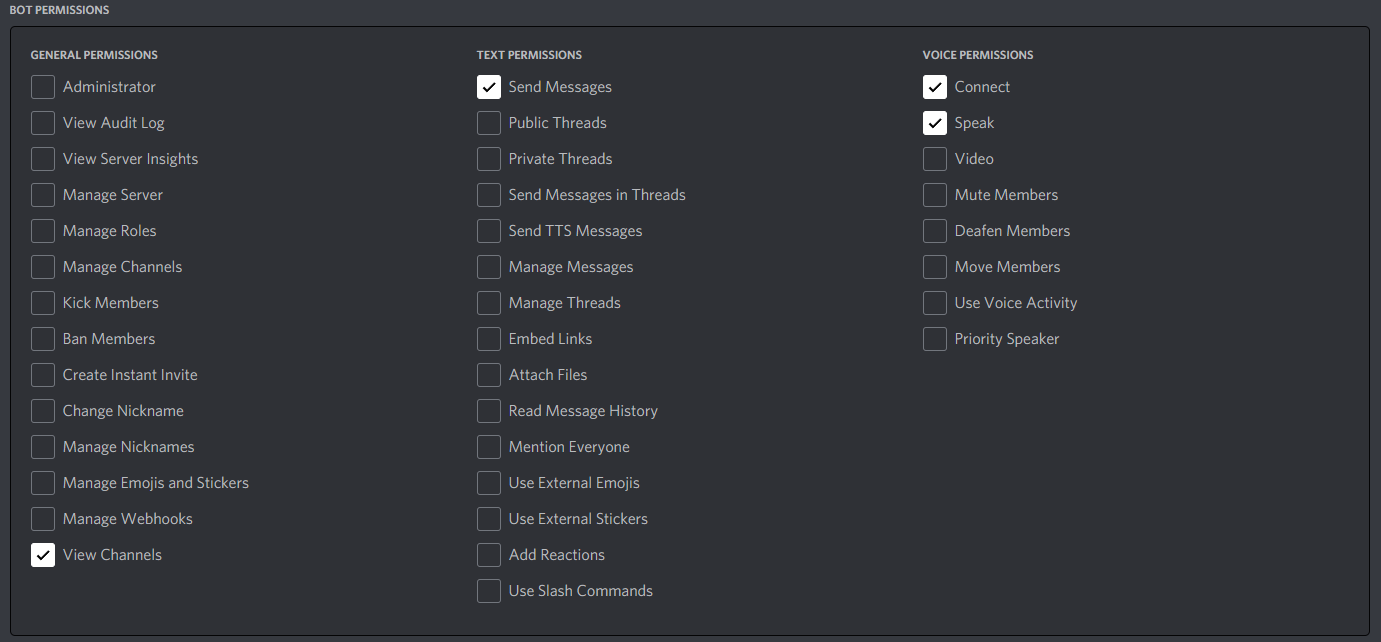 BOT PERMISSIONS
GENERAL PERMISSIONS
Administrator
View Audit Log
View Server Insights
Manage Server
Manage Roles
Manage Channels
Kick Members
Ban Members
Create Instant Invite
Change Nickname
Manage Nicknames
Manage Emojis and Stickers
Manage Webhooks
View Channels
TEXT PERMISSIONS
Send Messages
Public Threads
Private Threads
Send Messages in Threads
Send TTS Messages
Manage Messages
Manage Threads
Embed Links
Attach Files
Read Message History
Mention Everyone
Use External Emojis
Use External Stickers
Add Reactions
Use Slash Commands
VOICE PERMISSIONS
Connect
Speak
Video
Mute Members
Deafen Members
Move Members
Use Voice Activity
Priority Speaker